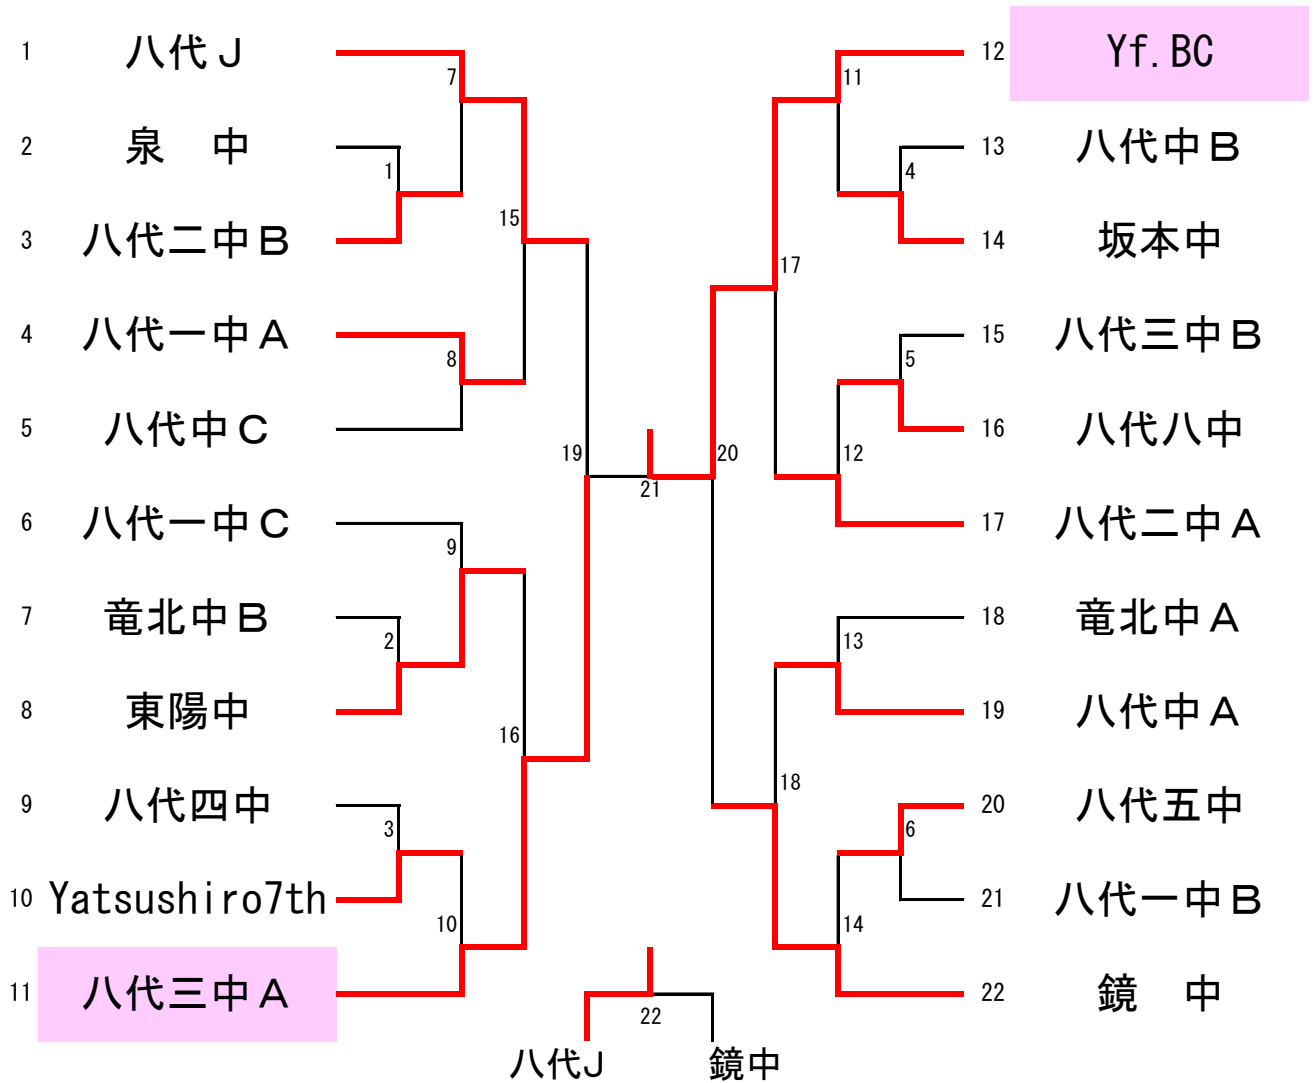 1 八代J
2 泉　中
3 八代二中B
4 八代一中A
5 八代中C
6 八代一中C
7 竜北中B
8 東陽中
9 八代四中
10 Yatsushiro7th
11 八代三中A
7
1
15
8
19
9
2
16
3
10
21
22
八代J
鏡中
11
4
17
5
20
12
13
18
6
14
12 Yf.BC
13 八代中B
14 坂本中
15 八代三中B
16 八代八中
17 八代二中A
18 竜北中A
19 八代中A
20 八代五中
21 八代一中B
22 鏡　中